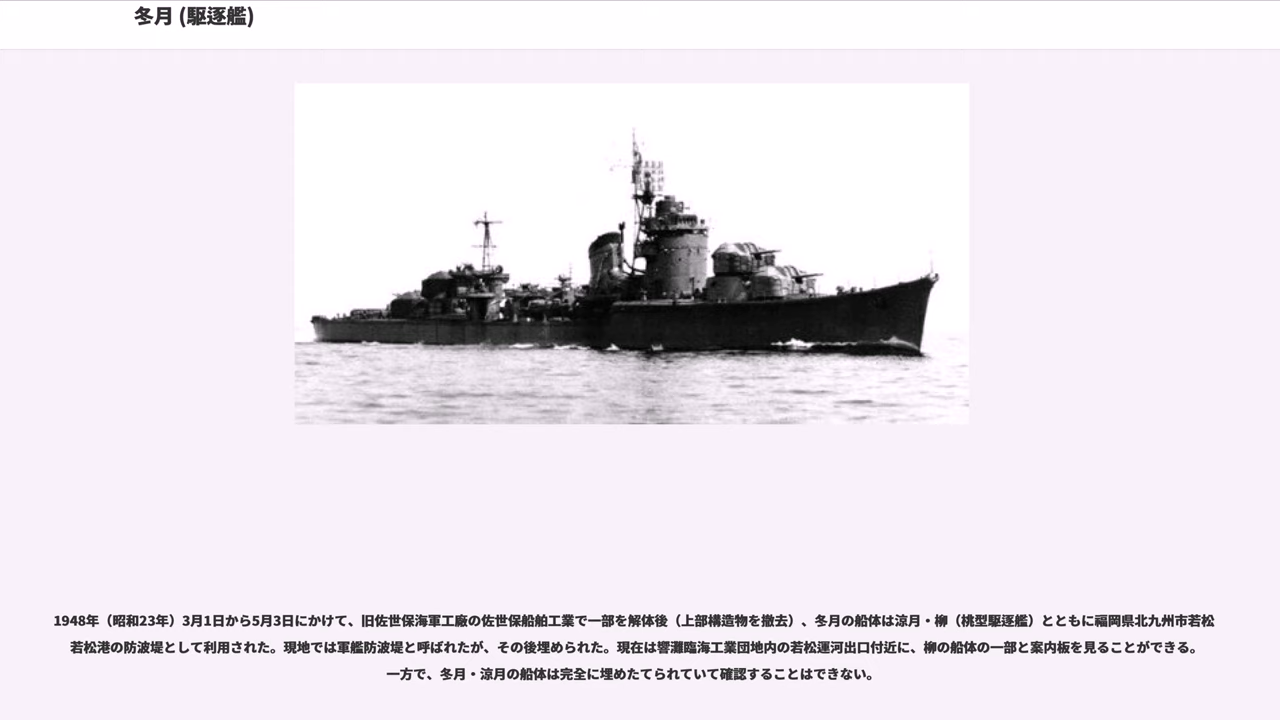 冬月 (駆逐艦)
1948年（昭和23年）3月1日から5月3日にかけて、旧佐世保海軍工廠の佐世保船舶工業で一部を解体後（上部構造物を撤去）、冬月の船体は涼月・柳（桃型駆逐艦）とともに福岡県北九州市若松
若松港の防波堤として利用された。現地では軍艦防波堤と呼ばれたが、その後埋められた。現在は響灘臨海工業団地内の若松運河出口付近に、柳の船体の一部と案内板を見ることができる。
一方で、冬月・涼月の船体は完全に埋めたてられていて確認することはできない。